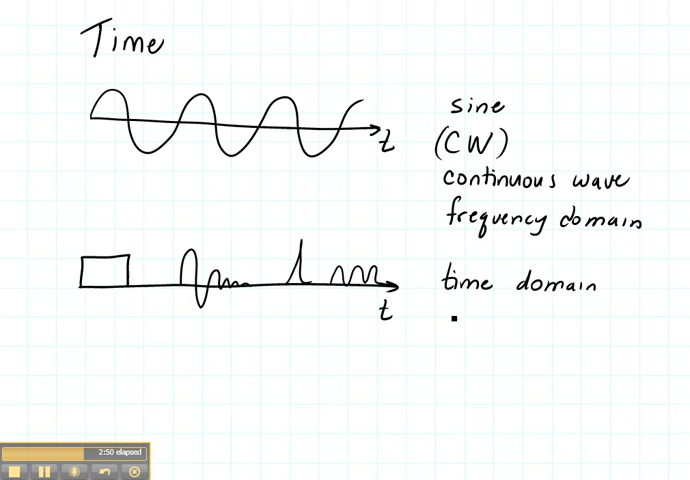 Time
sine
t
(CW)
continuous wave
frequency domain
time domain
t
2:50 elapsed